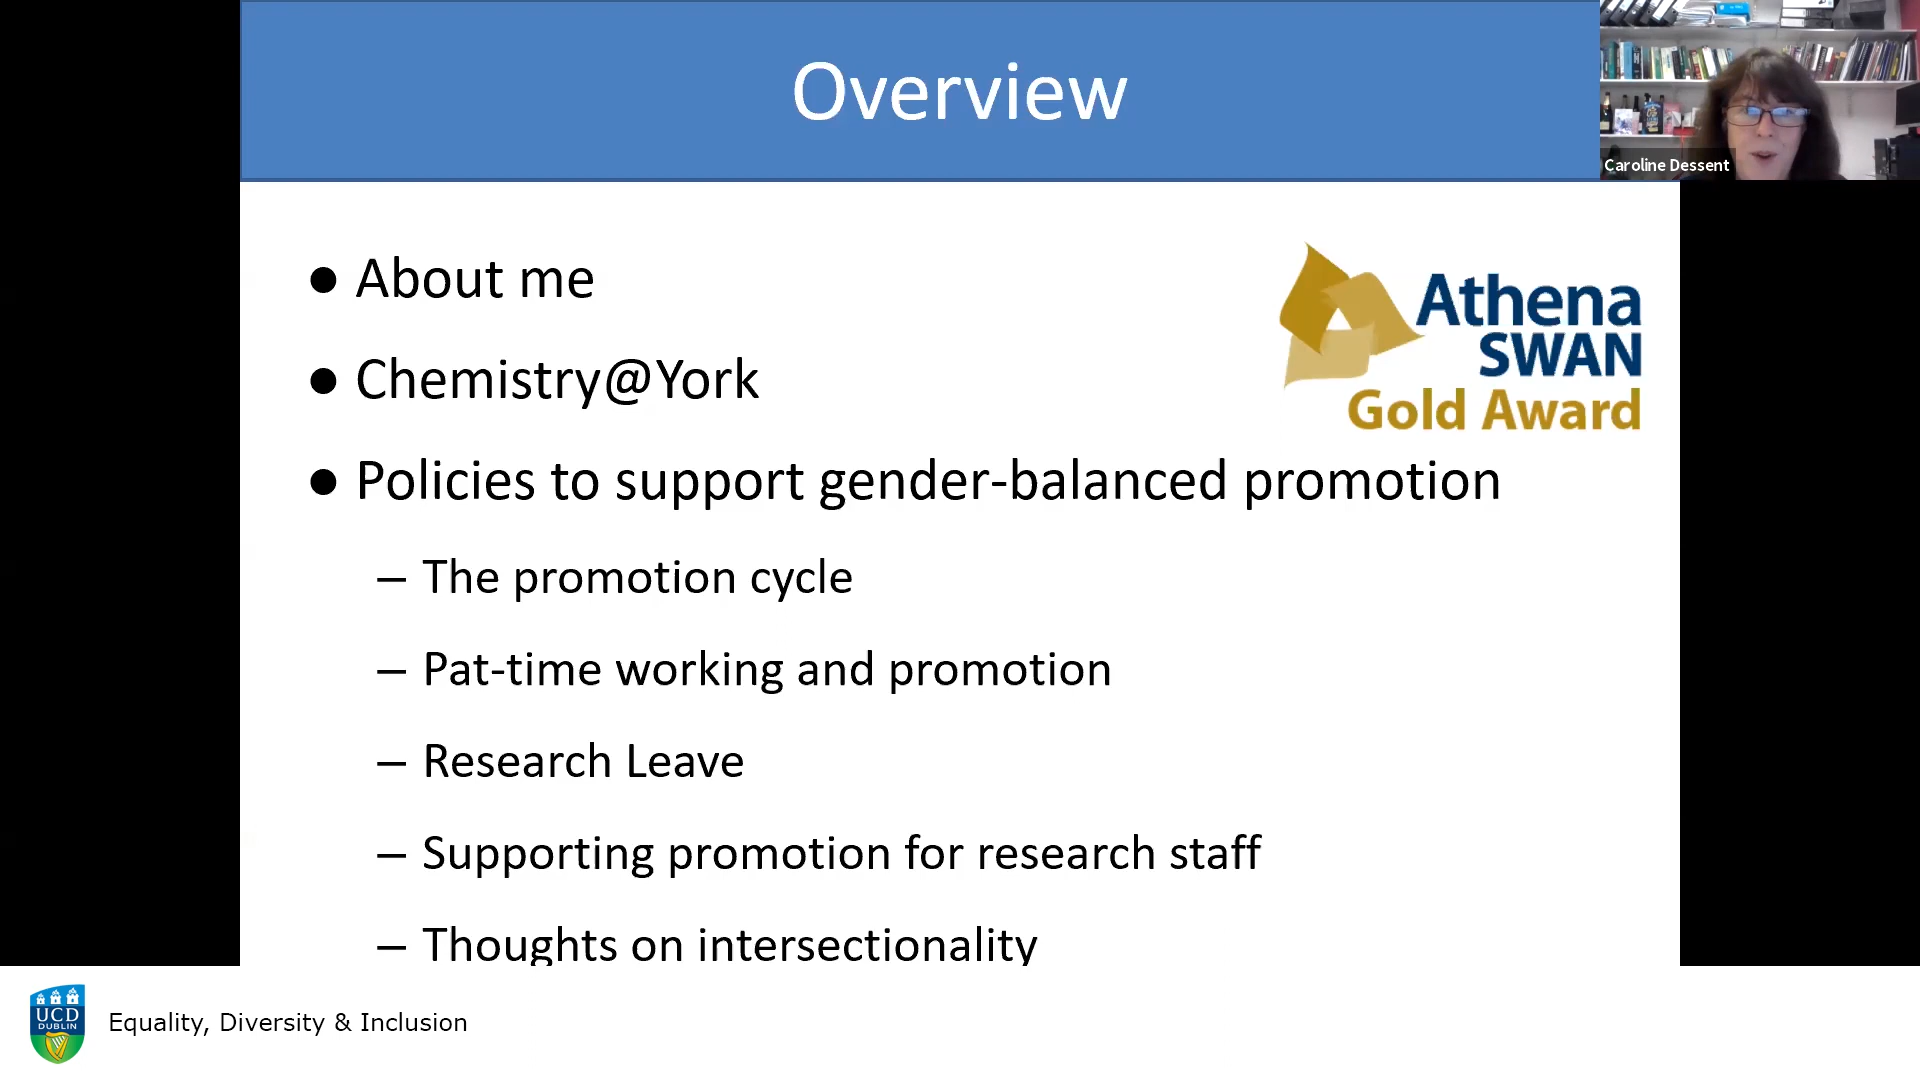 Overview
Caroline Dessent
● About me
● Chemistry@York
Athena
SWAN
Gold Award
● Policies to support gender-balanced promotion
– The promotion cycle
– Pat-time working and promotion
– Research Leave
– Supporting promotion for research staff
– Thoughts on intersectionality
UCD
DUBLIN
Equality, Diversity & Inclusion